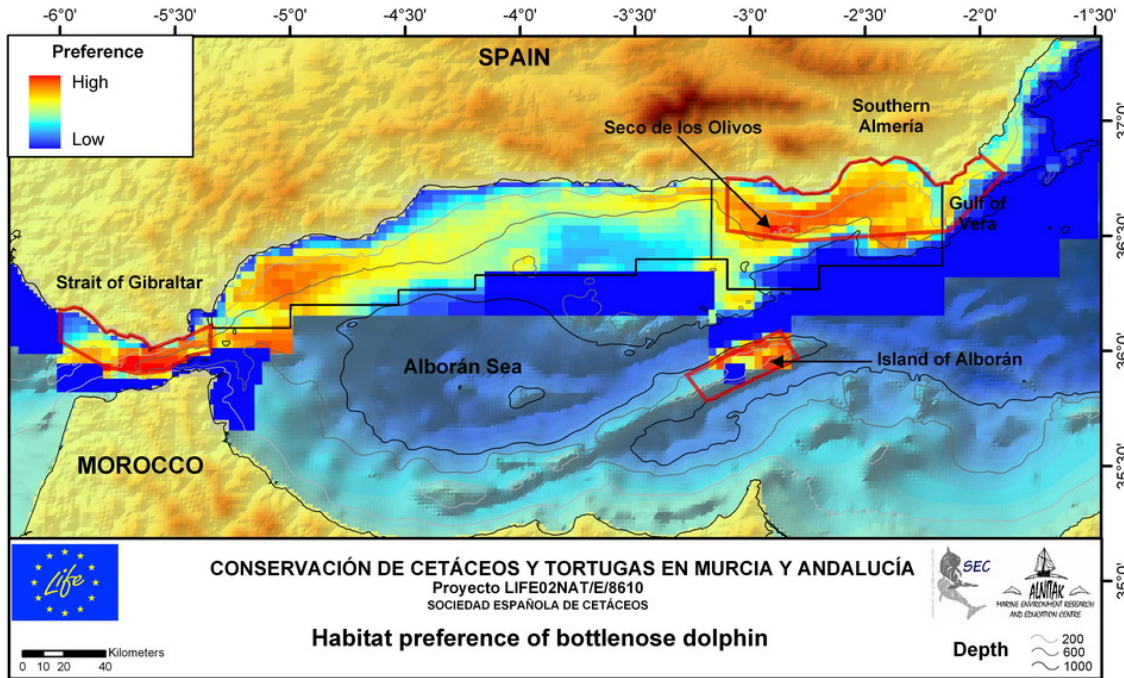 -6°0' -5°30' -5°0' -4°30' -4°0' -3°30' -3°0' -2°30' -2°0' -1°30'
Preference
High
Low
SPAIN
Southern
Almería
Seco de los Olivos
37°0'
Gulf of
Vera
36°30'
Strait of Gibraltar
Alborán Sea
Island of Alborán
36°0'
MOROCCO
35°30'
Life
CONSERVACIÓN DE CETÁCEOS Y TORTUGAS EN MURCIA Y ANDALUCÍA
Proyecto LIFE02NAT/E/8610
SOCIEDAD ESPAÑOLA DE CETÁCEOS
SEC
ALNITAK
MARINE ENVIRONMENT RESEARCH
AND EDUCATION CENTRE
35°0'
Habitat preference of bottlenose dolphin
Kilometers
0 10 20 40
Depth
200
600
1000